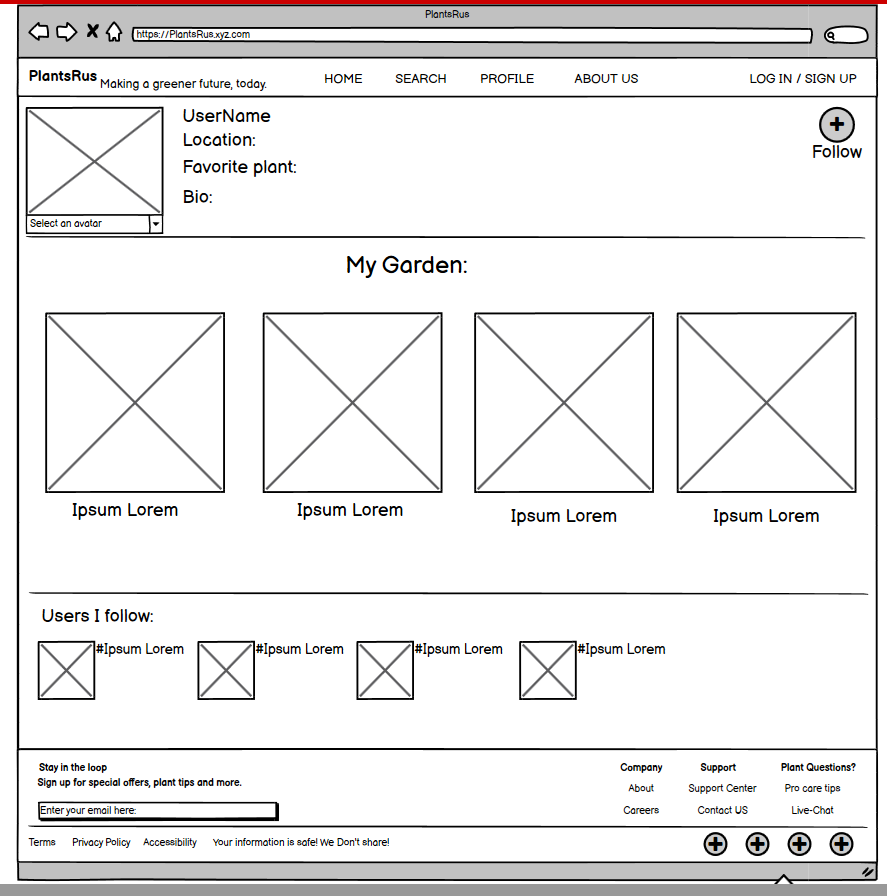 PlantsRus
https://PlantsRus.xyz.com
PlantsRus Making a greener future, today. HOME SEARCH PROFILE ABOUT US LOG IN / SIGN UP
UserName
Location:
Favorite plant:
Bio:
Follow
Select an avatar
My Garden:
Ipsum Lorem Ipsum Lorem Ipsum Lorem Ipsum Lorem
Users I follow:
#Ipsum Lorem #Ipsum Lorem #Ipsum Lorem #Ipsum Lorem
Stay in the loop Company Support Plant Questions?
Sign up for special offers, plant tips and more. About Support Center Pro care tips
Enter your email here: Careers Contact US Live-Chat
Terms Privacy Policy Accessibility Your information is safe! We Don't share!